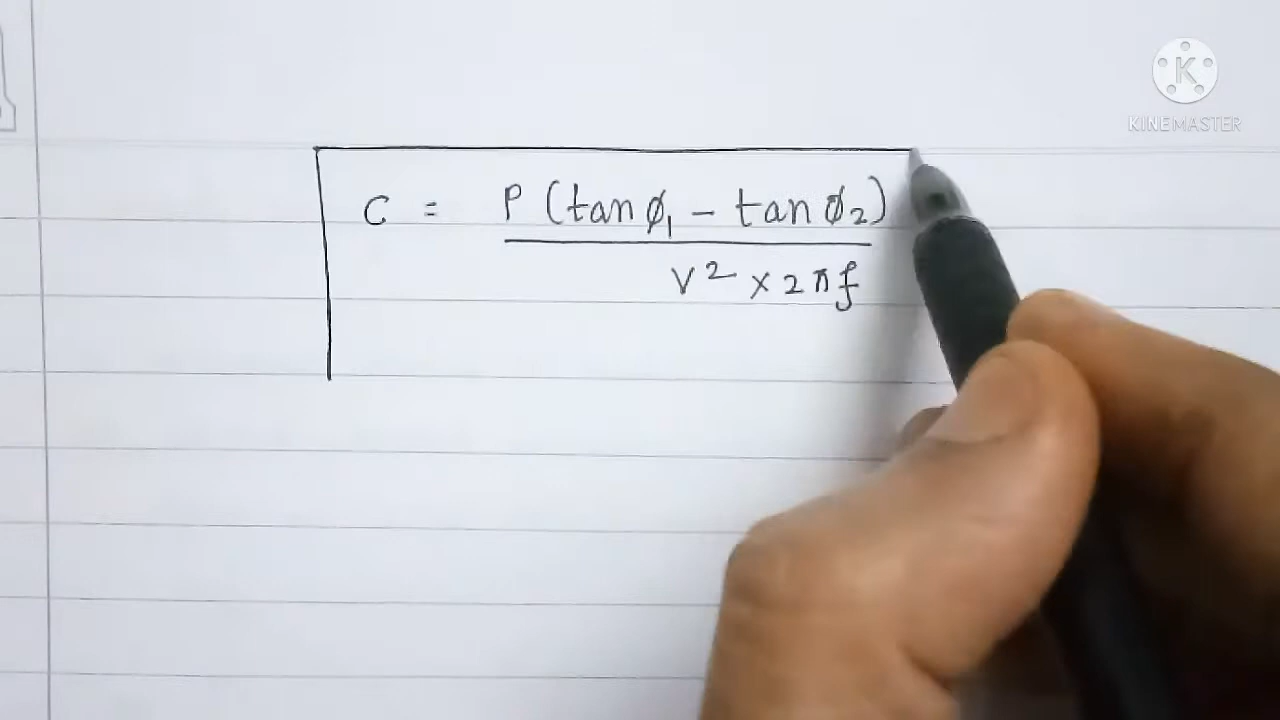 KINEMASTER
C = P (tan ϕ₁ - tan ϕ₂)
V² × 2πf